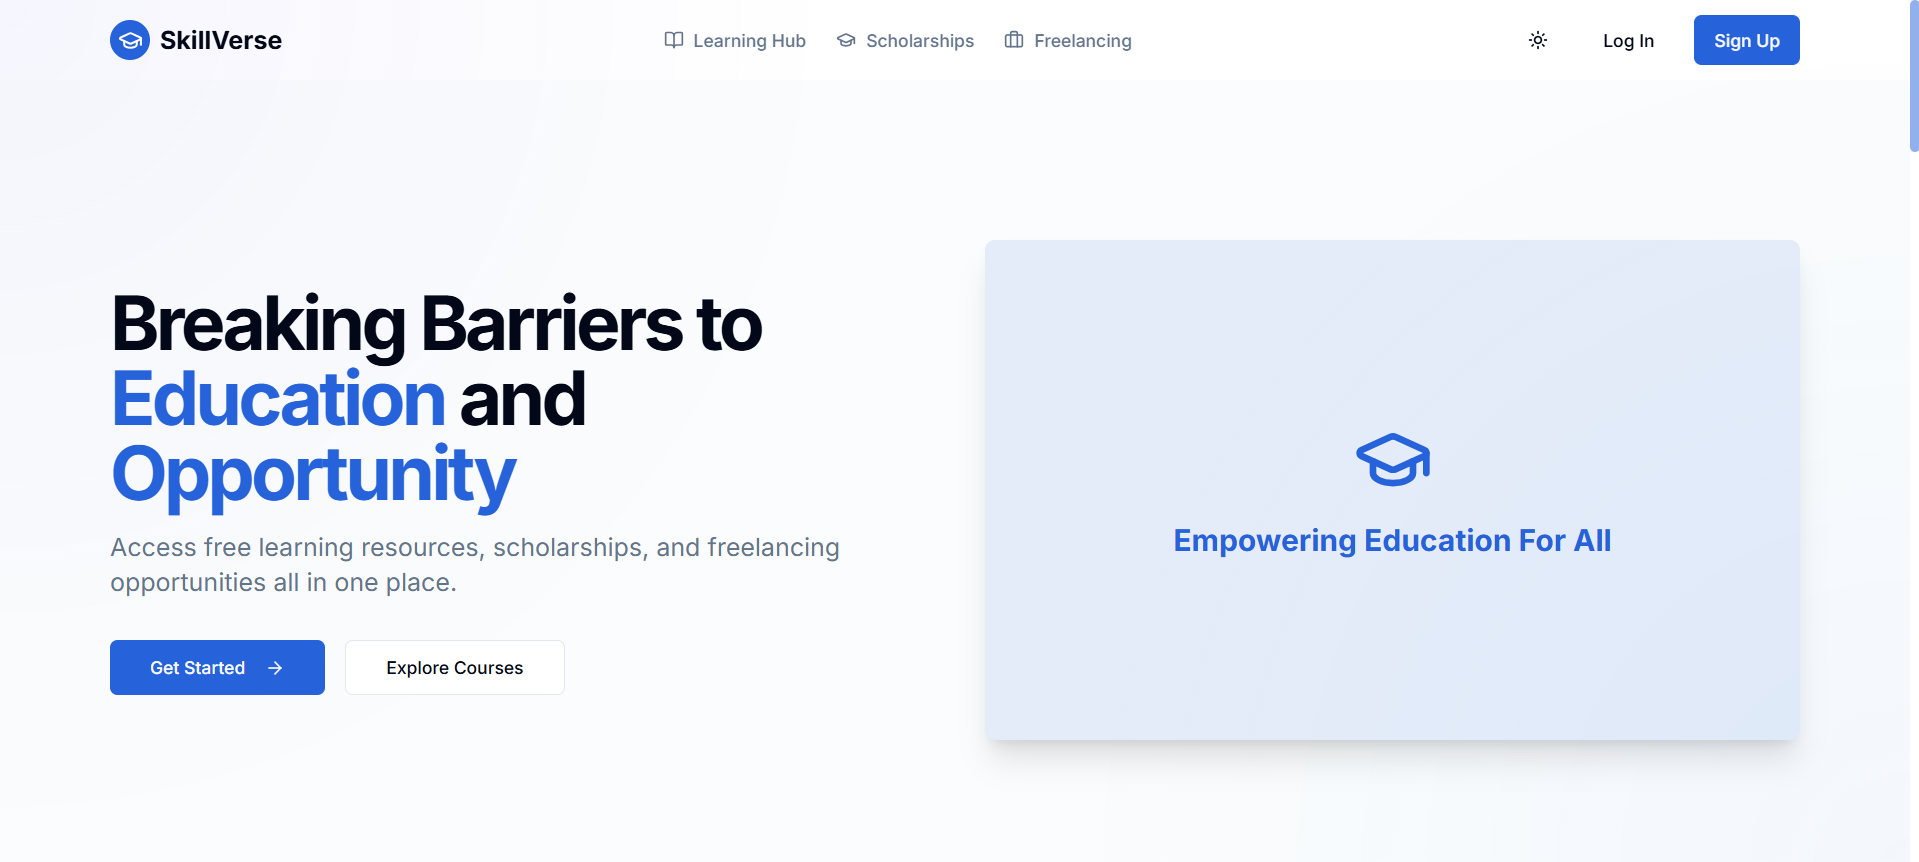 SkillVerse
Learning Hub
Scholarships
Freelancing
Log In
Sign Up
Breaking Barriers to
Education and
Opportunity
Access free learning resources, scholarships, and freelancing
opportunities all in one place.
Get Started
Explore Courses
Empowering Education For All